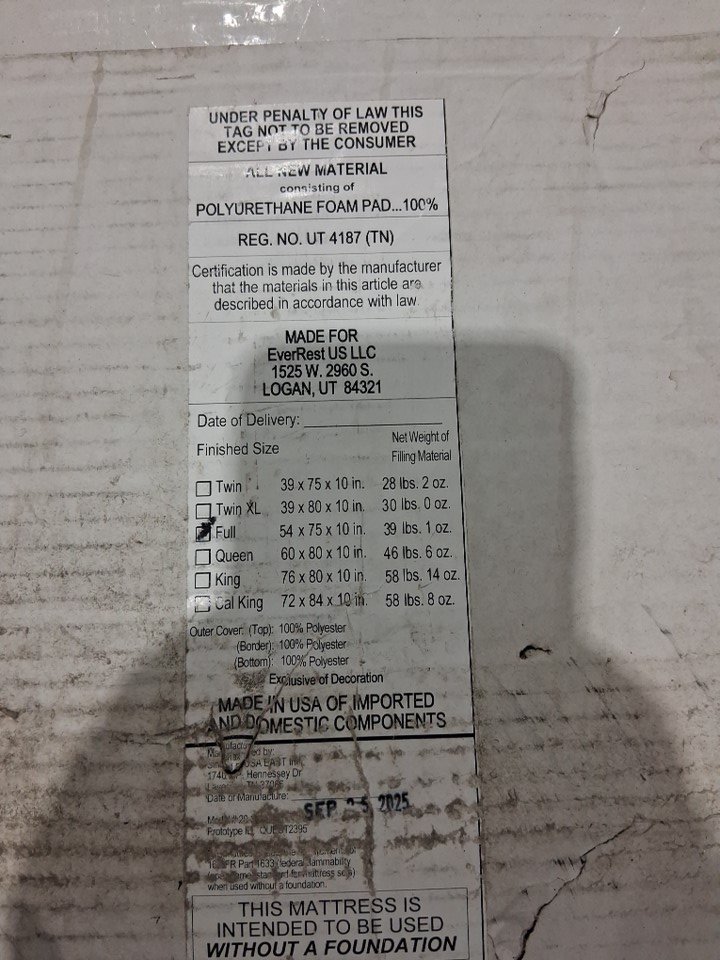 UNDER PENALTY OF LAW THIS
TAG NOT TO BE REMOVED
EXCEPT BY THE CONSUMER
ALL NEW MATERIAL
consisting of
POLYURETHANE FOAM PAD...100%
REG. NO. UT 4187 (TN)
Certification is made by the manufacturer
that the materials in this article are
described in accordance with law.
MADE FOR
EverRest US LLC
1525 W. 2960 S.
LOGAN, UT 84321
Date of Delivery:
Finished Size Net Weight of Filling Material
Twin 39 x 75 x 10 in. 28 lbs. 2 oz.
Twin XL 39 x 80 x 10 in. 30 lbs. 0 oz.
Full 54 x 75 x 10 in. 39 lbs. 1 oz.
Queen 60 x 80 x 10 in. 46 lbs. 6 oz.
King 76 x 80 x 10 in. 58 lbs. 14 oz.
Cal King 72 x 84 x 10 in. 58 lbs. 8 oz.
Outer Cover: (Top): 100% Polyester
(Border): 100% Polyester
(Bottom): 100% Polyester
Exclusive of Decoration
MADE IN USA OF IMPORTED
AND DOMESTIC COMPONENTS
by:
USA EAST
Hennessey Dr
Date of Manufacture: SEP 2025
Prototype ID:
Part 1633 federal flammability
when used without a foundation.
THIS MATTRESS IS
INTENDED TO BE USED
WITHOUT A FOUNDATION